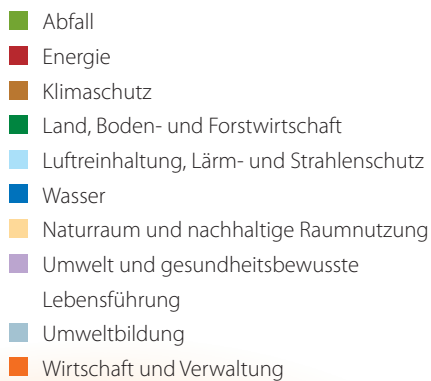 Abfall
Energie
Klimaschutz
Land, Boden- und Forstwirtschaft
Luftreinhaltung, Lärm- und Strahlenschutz
Wasser
Naturraum und nachhaltige Raumnutzung
Umwelt und gesundheitsbewusste
Lebensführung
Umweltbildung
Wirtschaft und Verwaltung